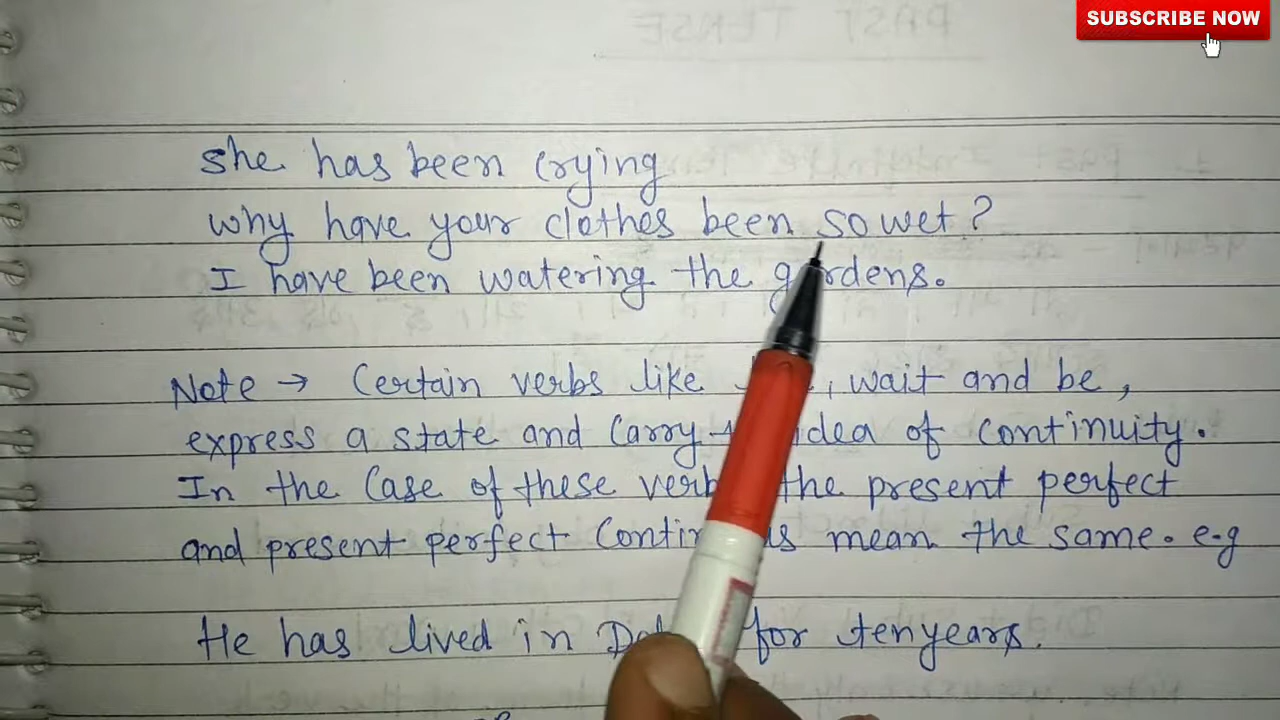 SUBSCRIBE NOW
PAST TENSE
she has been crying
why have your clothes been so wet?
I have been watering the gardens.
Note → Certain verbs like , wait and be,
express a state and carry idea of continuity.
In the case of these verb the present perfect
and present perfect mean the same. e.g
He has lived in for ten years.